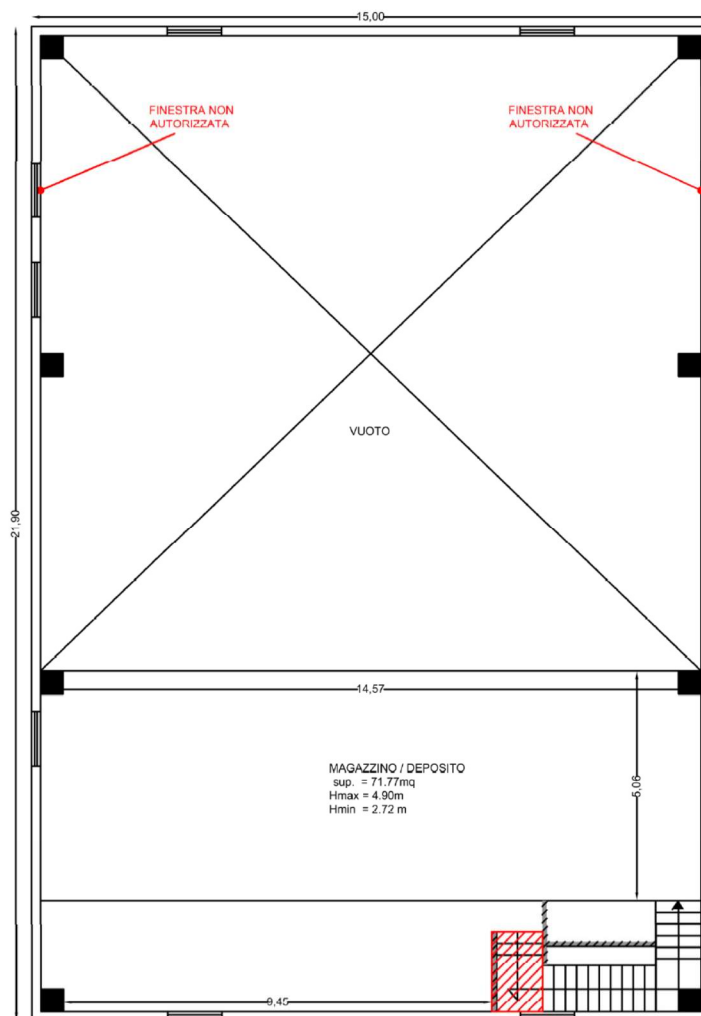 15,00
FINESTRA NON
AUTORIZZATA
FINESTRA NON
AUTORIZZATA
VUOTO
21,90
14,57
MAGAZZINO / DEPOSITO
sup. = 71.77mq
Hmax = 4.90m
Hmin = 2.72 m
5,06
9,45